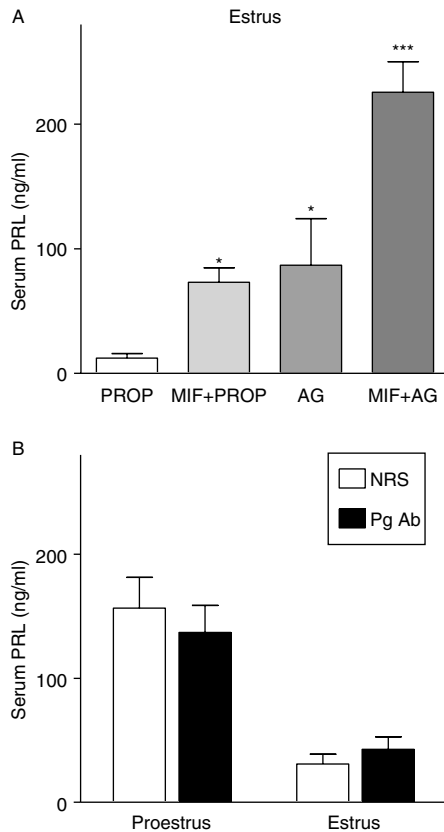 A
Estrus
Serum PRL (ng/ml)
200
100
0
*
*
***
PROP MIF+PROP AG MIF+AG
B
NRS
Pg Ab
Serum PRL (ng/ml)
200
100
0
Proestrus Estrus